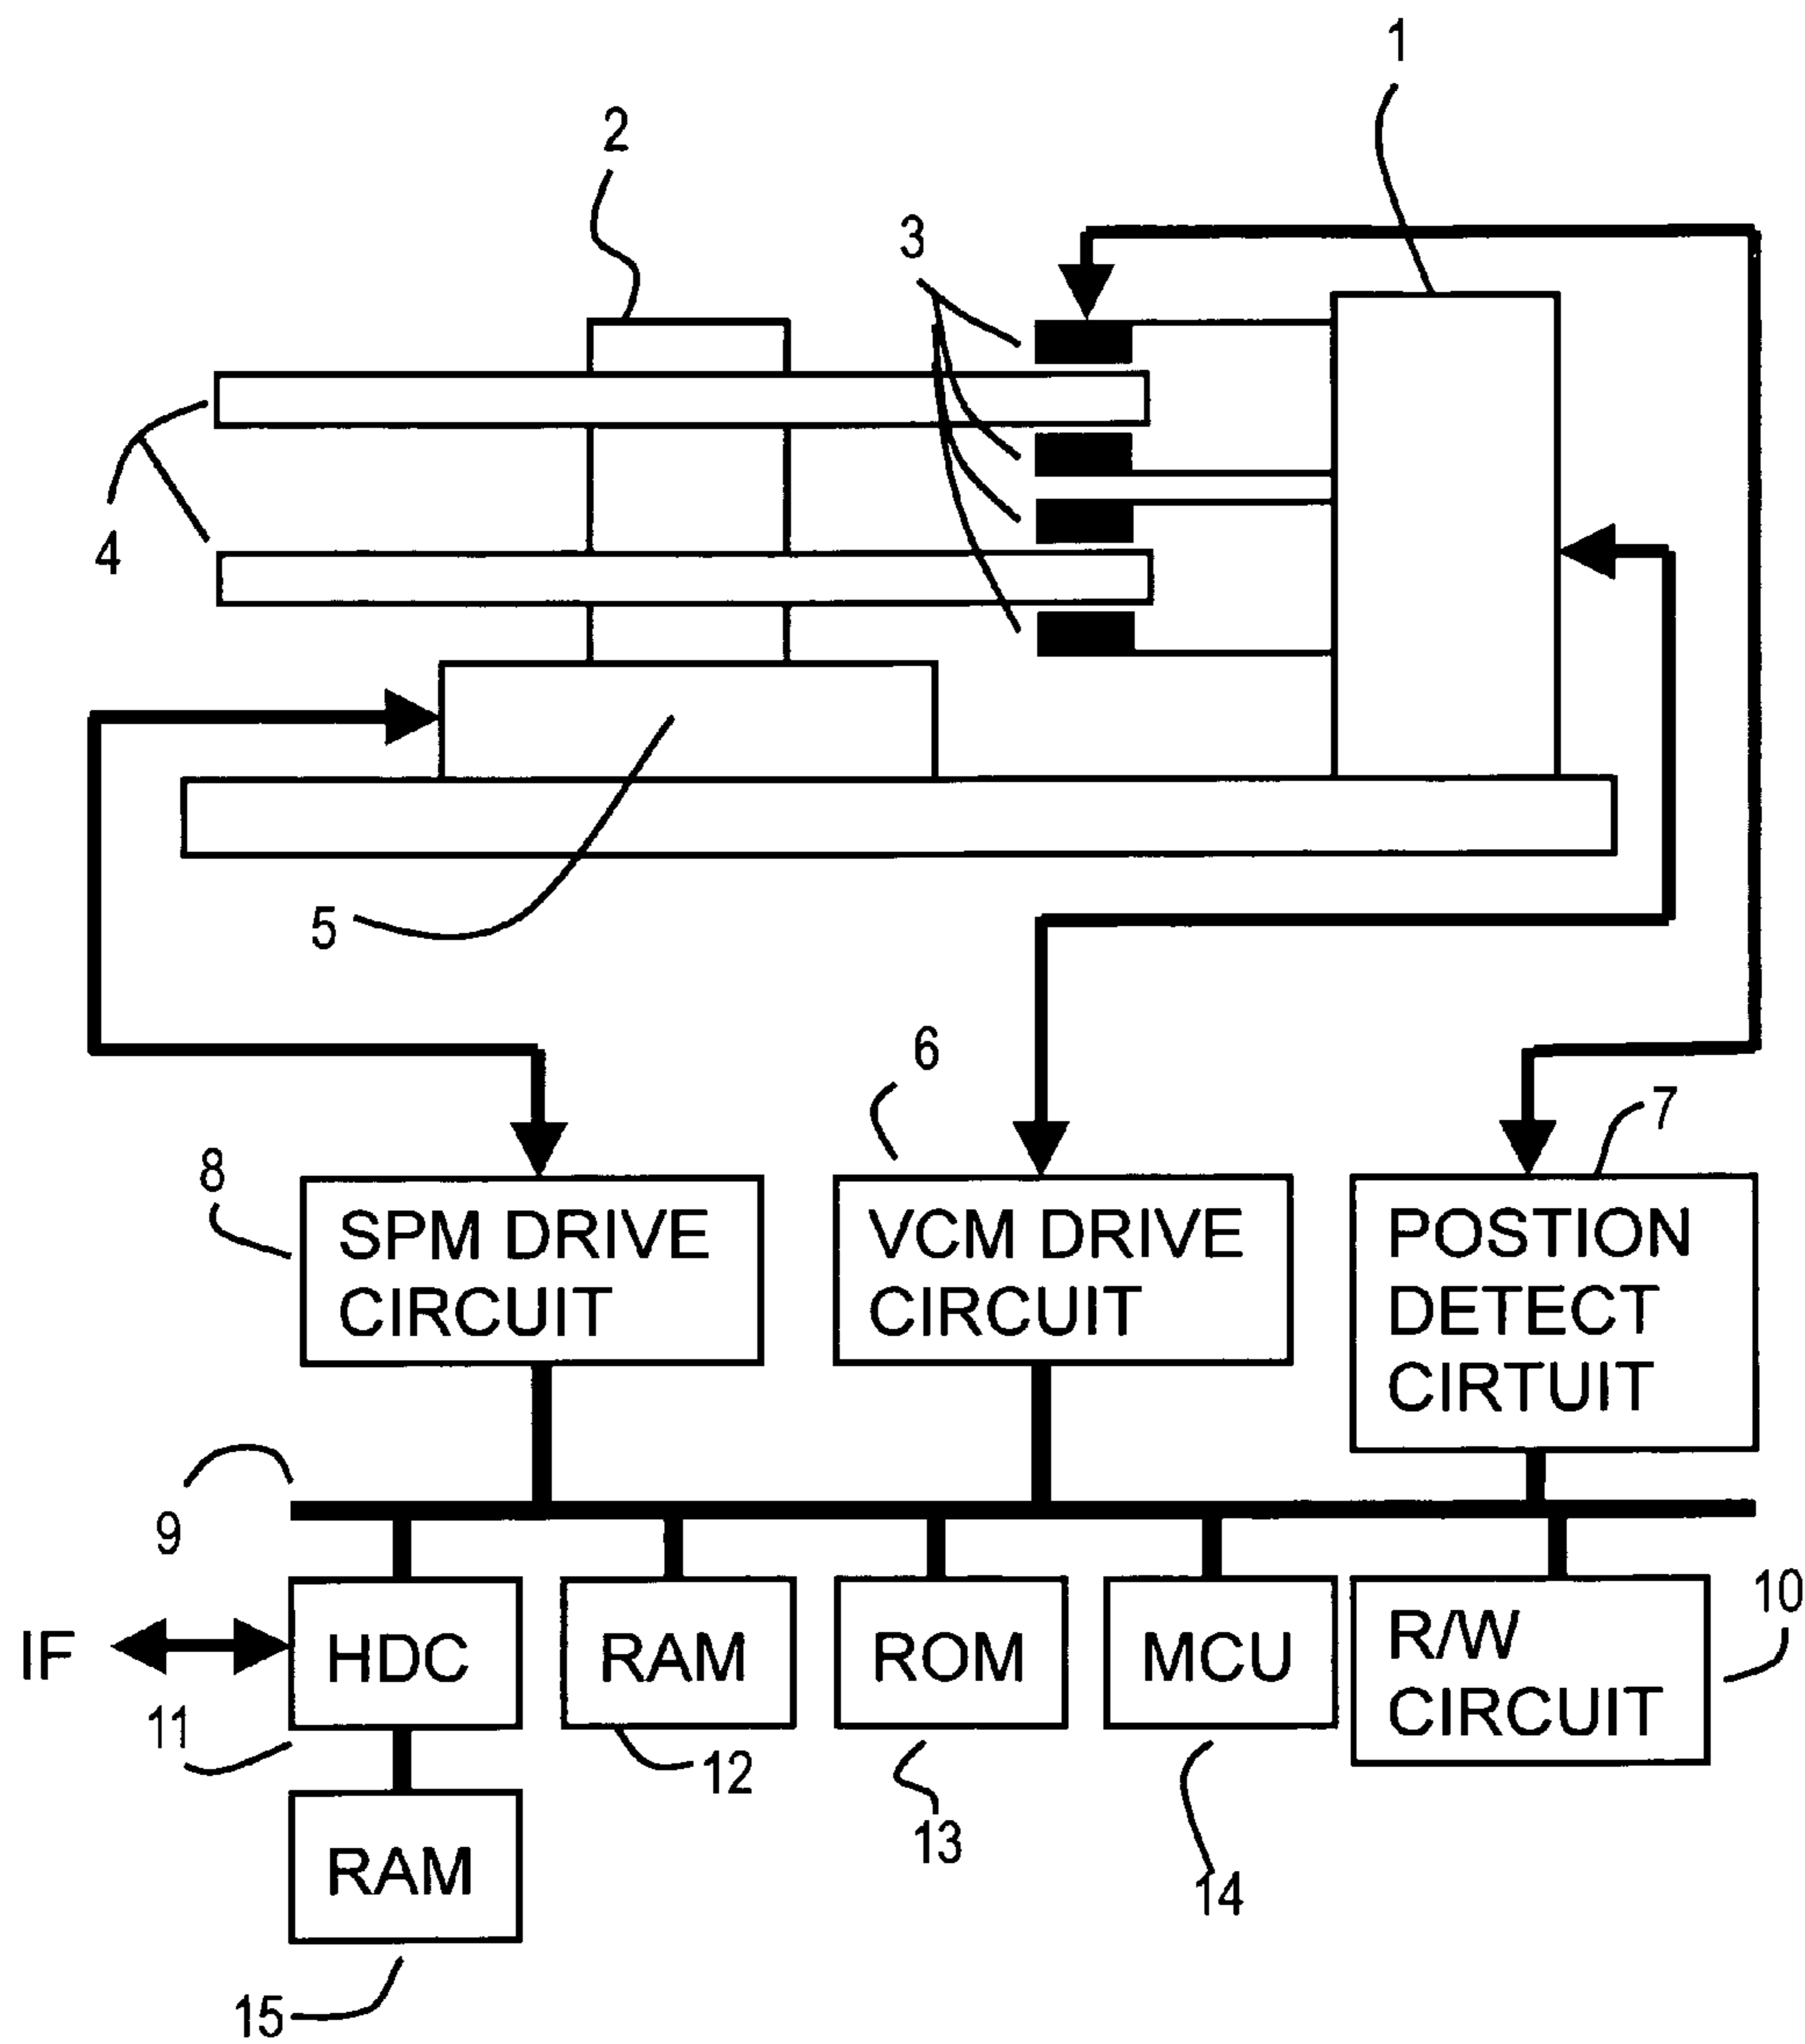 1
2
3
4
5
6
7
8
SPM DRIVE
CIRCUIT
VCM DRIVE
CIRCUIT
POSTION
DETECT
CIRTUIT
9
10
IF
HDC
RAM
ROM
MCU
R/W
CIRCUIT
11
12
13
14
RAM
15